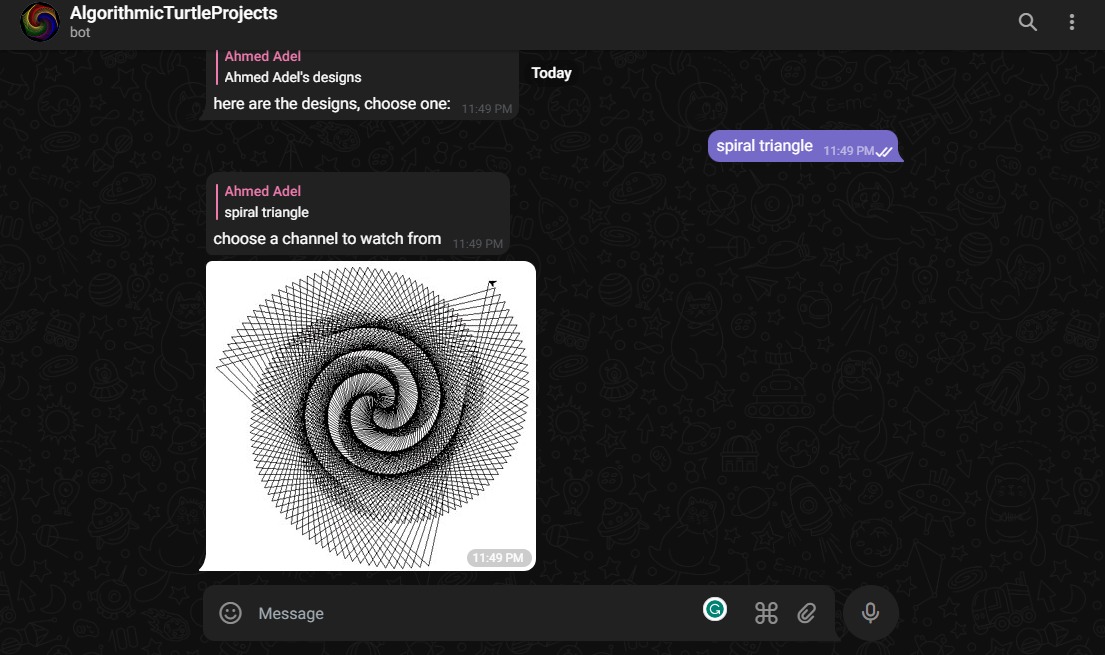 AlgorithmicTurtleProjects
bot
Ahmed Adel
Ahmed Adel's designs
here are the designs, choose one: 11:49 PM
Today
spiral triangle 11:49 PM
Ahmed Adel
spiral triangle
choose a channel to watch from 11:49 PM
11:49 PM
Message